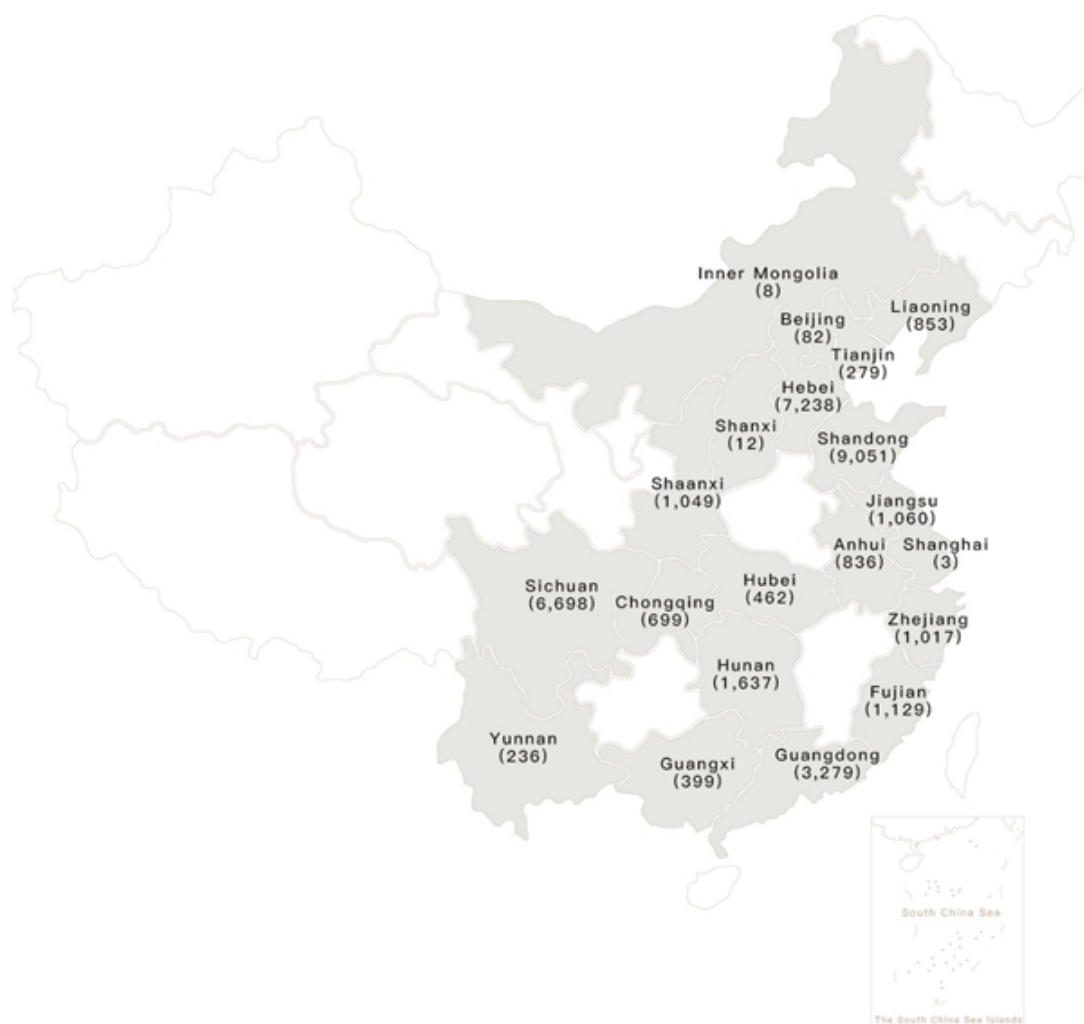 Inner Mongolia
(8)
Liaoning
(853)
Beijing
(82)
Tianjin
(279)
Hebei
(7,238)
Shanxi
(12)
Shandong
(9,051)
Shaanxi
(1,049)
Jiangsu
(1,060)
Anhui
(836)
Shanghai
(3)
Sichuan
(6,698)
Chongqing
(699)
Hubei
(462)
Zhejiang
(1,017)
Hunan
(1,637)
Fujian
(1,129)
Yunnan
(236)
Guangxi
(399)
Guangdong
(3,279)
South China Sea
The South China Sea Islands